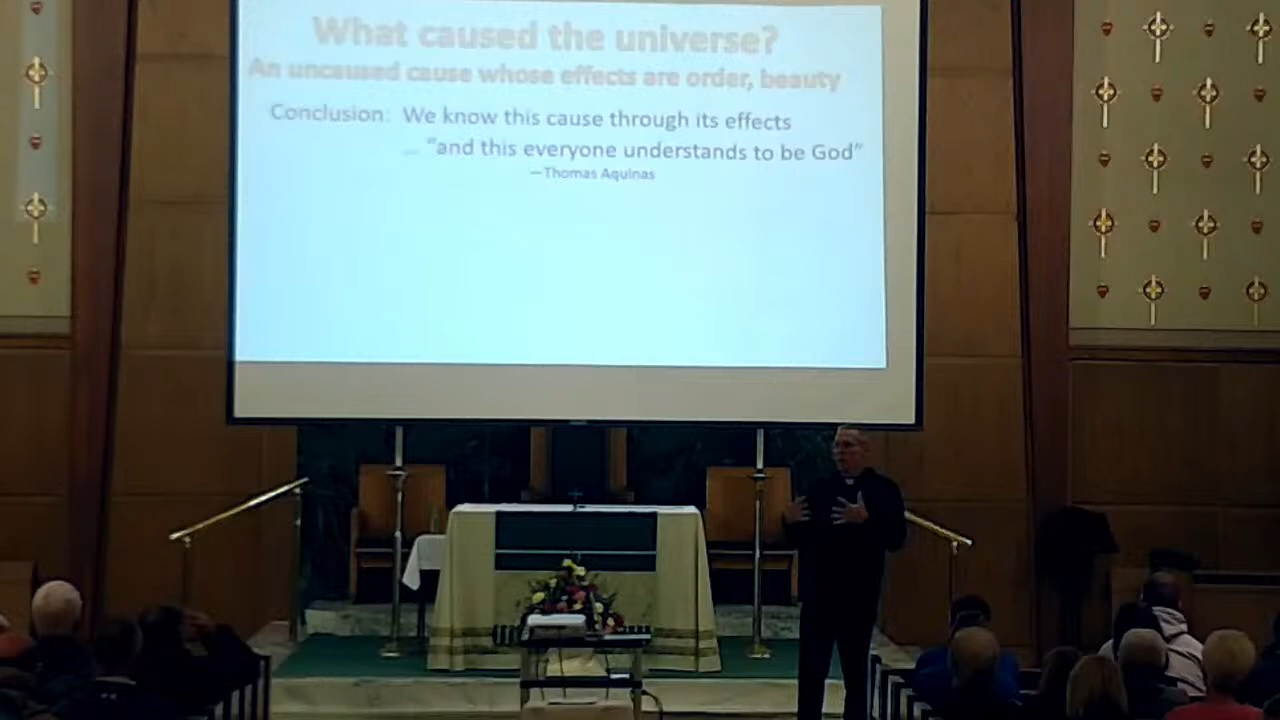 What caused the universe?
An uncaused cause whose effects are order, beauty
Conclusion: We know this cause through its effects
... "and this everyone understands to be God"
—Thomas Aquinas